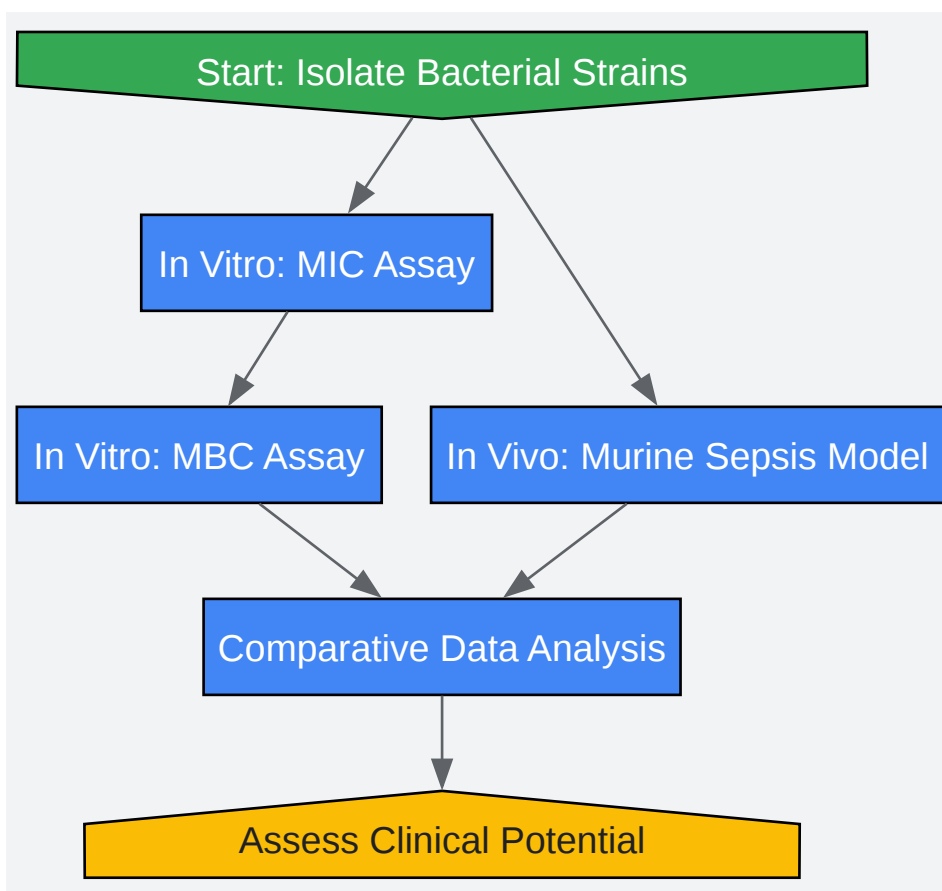 Start: Isolate Bacterial Strains
In Vitro: MIC Assay
In Vitro: MBC Assay
In Vivo: Murine Sepsis Model
Comparative Data Analysis
Assess Clinical Potential